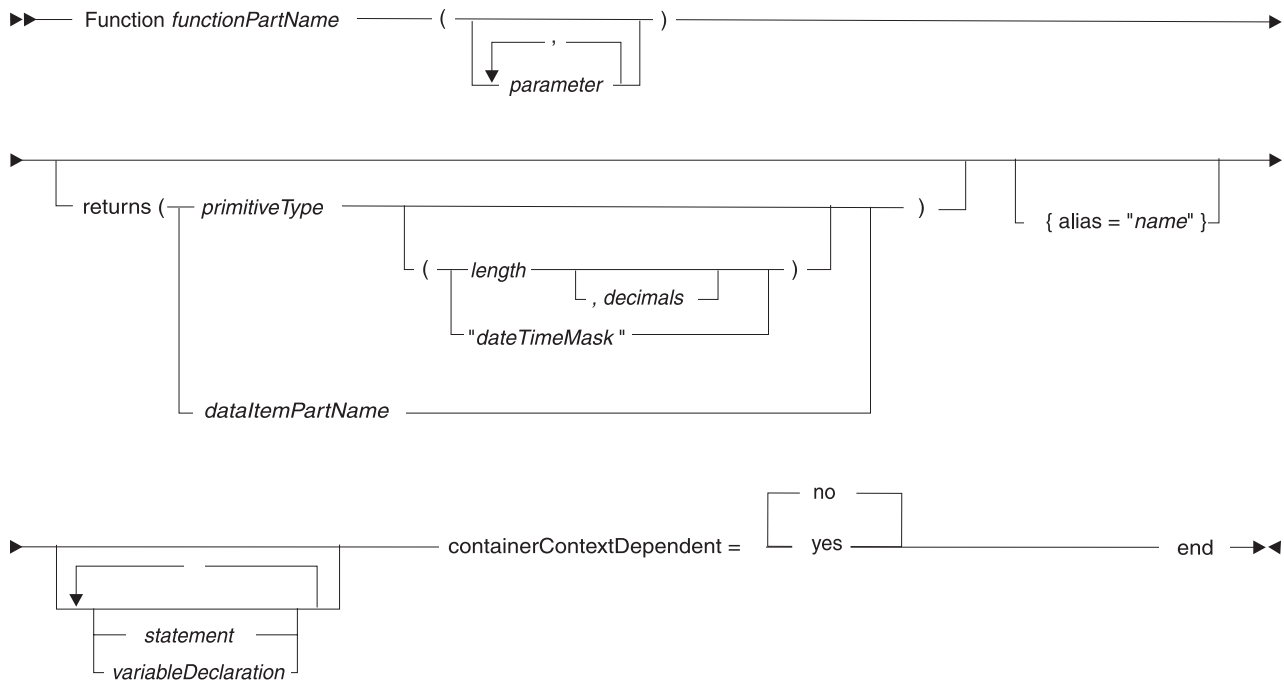 Function functionPartName ( , )
parameter
returns ( primitiveType )
{ alias = "name" }
( length )
, decimals
"dateTimeMask "
dataItemPartName
no
containerContextDependent = yes end
statement
variableDeclaration